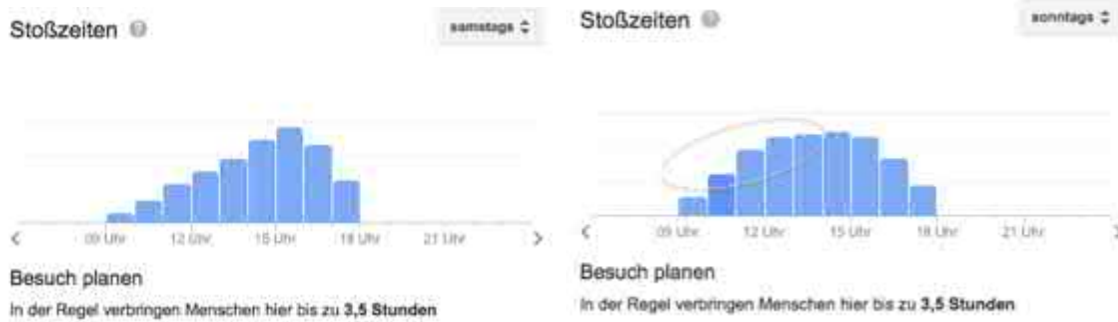 Stoßzeiten
samstags
09 Uhr 12 Uhr 15 Uhr 18 Uhr 21 Uhr
Besuch planen
In der Regel verbringen Menschen hier bis zu 3,5 Stunden
Stoßzeiten
sonntags
09 Uhr 12 Uhr 15 Uhr 18 Uhr 21 Uhr
Besuch planen
In der Regel verbringen Menschen hier bis zu 3,5 Stunden